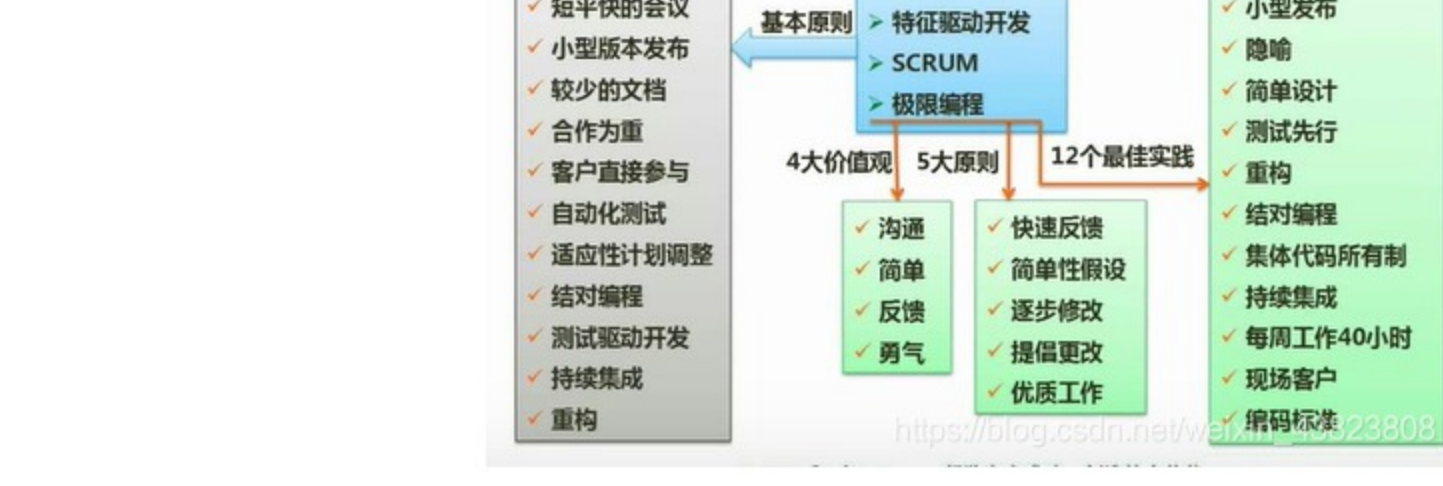 短平快的会议
小型版本发布
较少的文档
合作为重
客户直接参与
自动化测试
适应性计划调整
结对编程
测试驱动开发
持续集成
重构
基本原则
特征驱动开发
SCRUM
极限编程
4大价值观
5大原则
12个最佳实践
沟通
简单
反馈
勇气
快速反馈
简单性假设
逐步修改
提倡更改
优质工作
小型发布
隐喻
简单设计
测试先行
重构
结对编程
集体代码所有制
持续集成
每周工作40小时
现场客户
编码标准